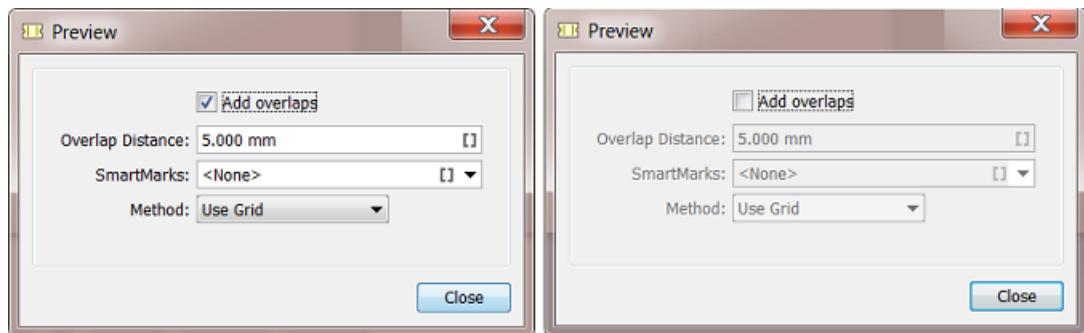 Preview
Add overlaps
Overlap Distance: 5.000 mm []
SmartMarks: <None> []
Method: Use Grid
Close
Preview
Add overlaps
Overlap Distance: 5.000 mm []
SmartMarks: <None> []
Method: Use Grid
Close